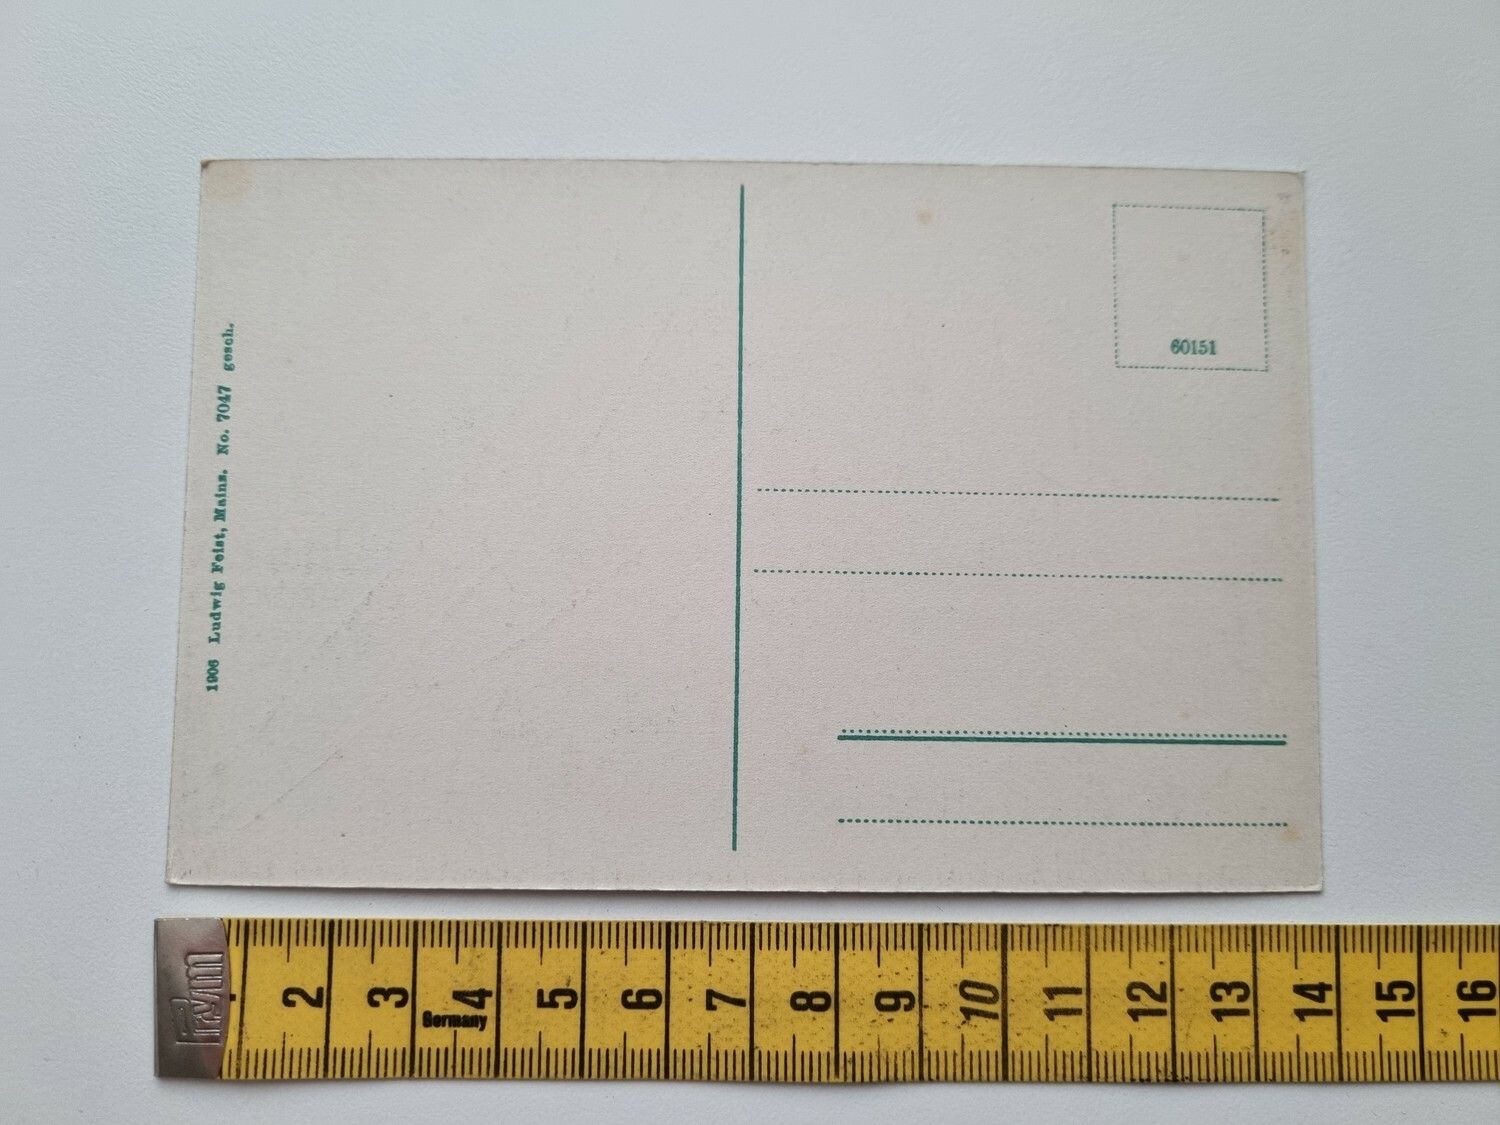 1906 Ludwig Feist, Mainz. No. 7047 gesch.
60151
Prym
2 3 4 5 6 7 8 9 10 11 12 13 14 15 16
Germany